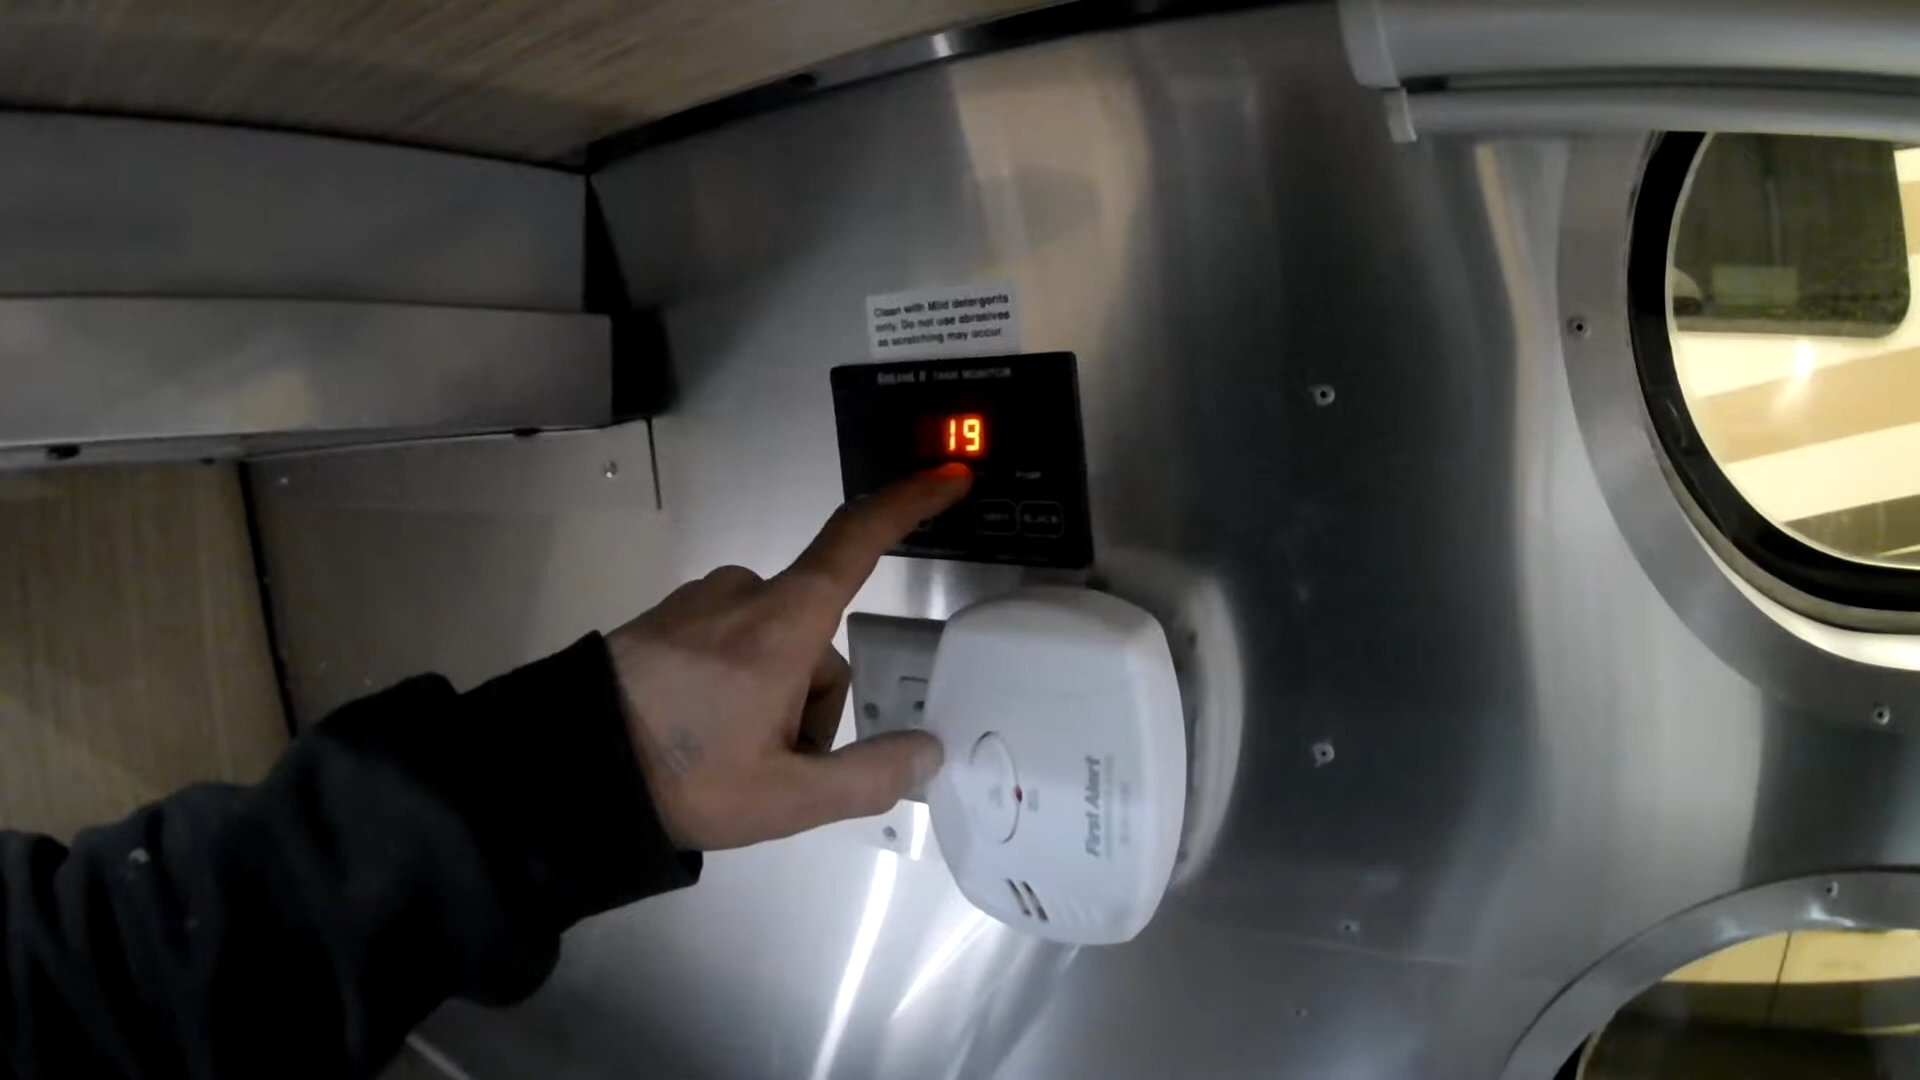 Clean with Mild detergents
only. Do not use abrasives
as scratching may occur
SeeLevel II TANK MONITOR
19
PUMP
GREY BLACK
First Alert